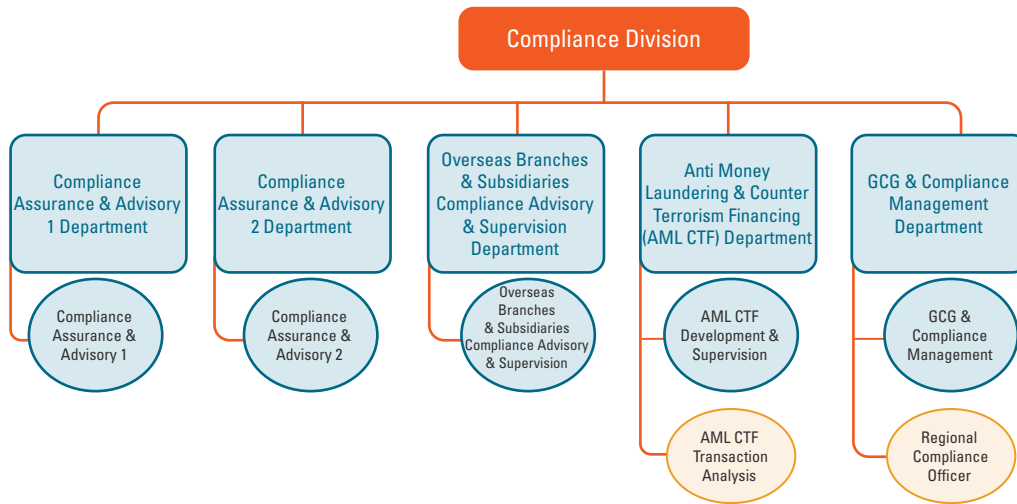 Compliance Division
Compliance
Assurance & Advisory
1 Department
Compliance
Assurance & Advisory
2 Department
Overseas Branches
& Subsidiaries
Compliance Advisory
& Supervision
Department
Anti Money
Laundering & Counter
Terrorism Financing
(AML CTF) Department
GCG & Compliance
Management
Department
Compliance
Assurance &
Advisory 1
Compliance
Assurance &
Advisory 2
Overseas
Branches
& Subsidiaries
Compliance Advisory
& Supervision
AML CTF
Development &
Supervision
GCG &
Compliance
Management
AML CTF
Transaction
Analysis
Regional
Compliance
Officer